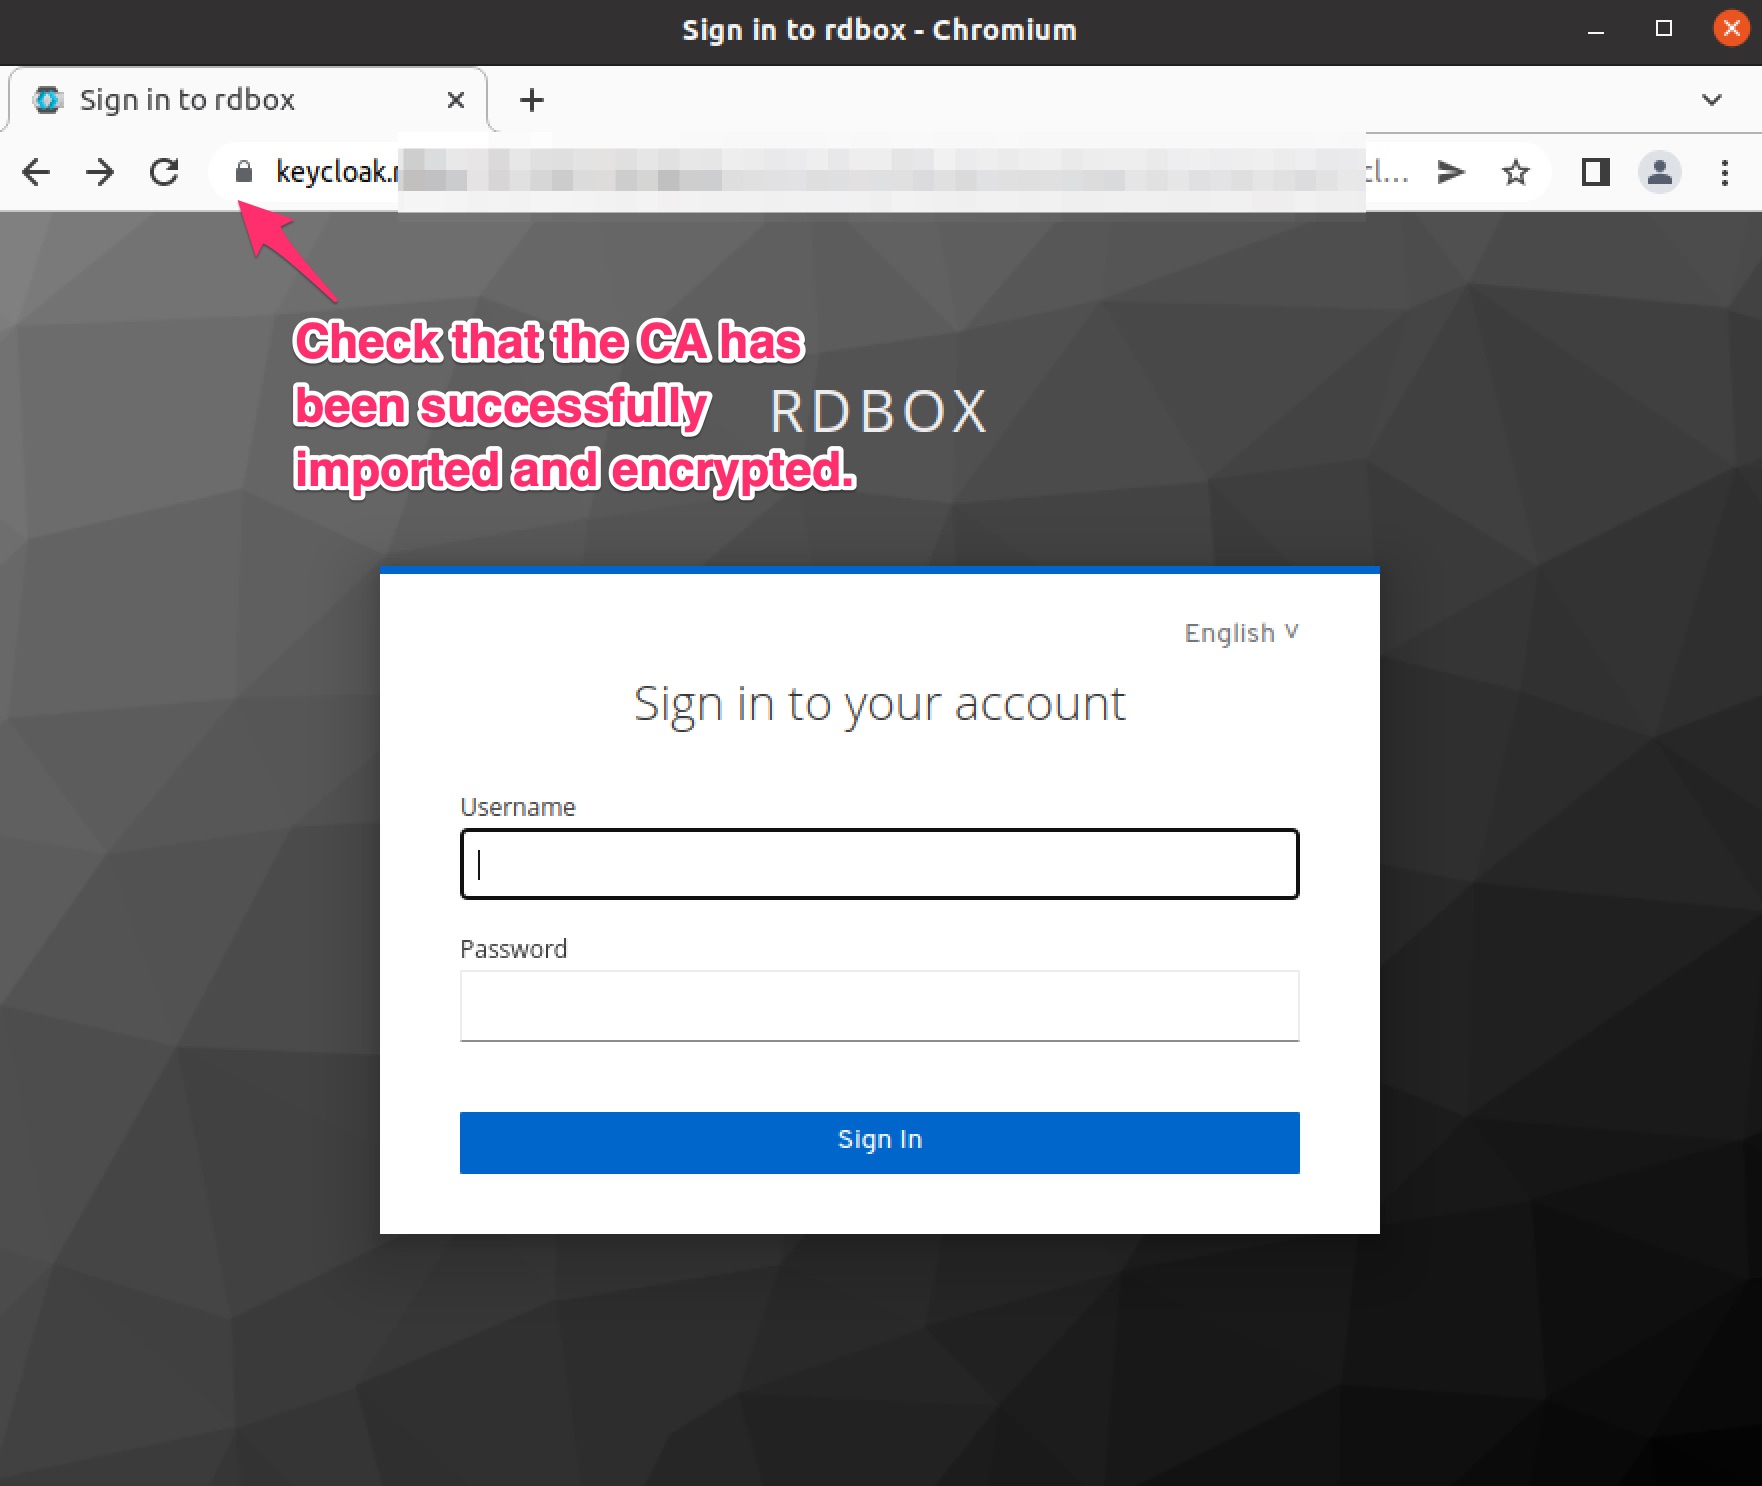 Sign in to rdbox - Chromium
Sign in to rdbox
keycloak.
cl...
Check that the CA has
been successfully
imported and encrypted.
RDBOX
English
Sign in to your account
Username
Password
Sign In